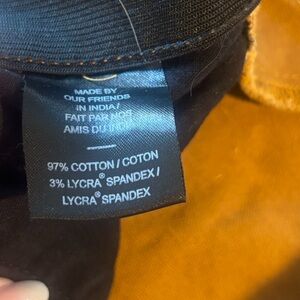 MADE BY
OUR FRIENDS
IN INDIA/
FAIT PAR NOS
AMIS DU
97% COTTON / COTON
3% LYCRA® SPANDEX /
LYCRA® SPANDEX